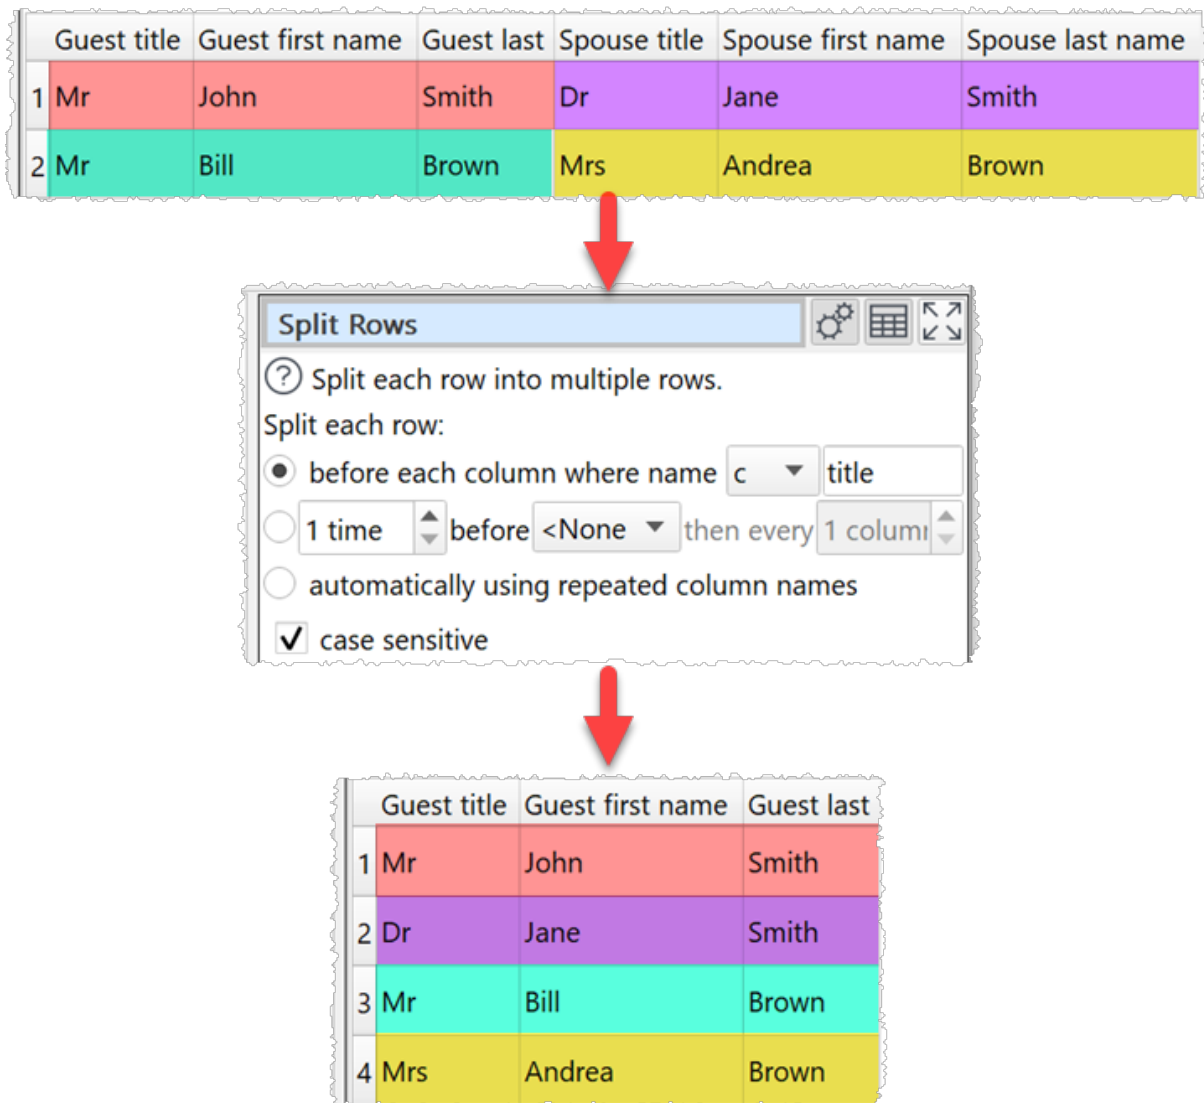 Guest title Guest first name Guest last Spouse title Spouse first name Spouse last name
1 Mr John Smith Dr Jane Smith
2 Mr Bill Brown Mrs Andrea Brown
Split Rows
? Split each row into multiple rows.
Split each row:
before each column where name c title
1 time before <None then every 1 colum
automatically using repeated column names
case sensitive
Guest title Guest first name Guest last
1 Mr John Smith
2 Dr Jane Smith
3 Mr Bill Brown
4 Mrs Andrea Brown